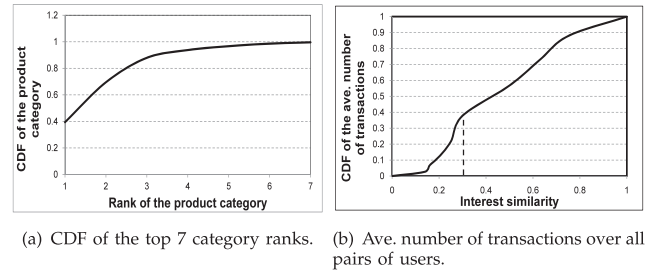 1.2
1
0.8
0.6
0.4
0.2
0
1 2 3 4 5 6 7
CDF of the product
category
Rank of the product category
1
0.9
0.8
0.7
0.6
0.5
0.4
0.3
0.2
0.1
0
0 0.2 0.4 0.6 0.8 1
CDF of the ave. number
of transactions
Interest similarity
(a) CDF of the top 7 category ranks.
(b) Ave. number of transactions over all
pairs of users.